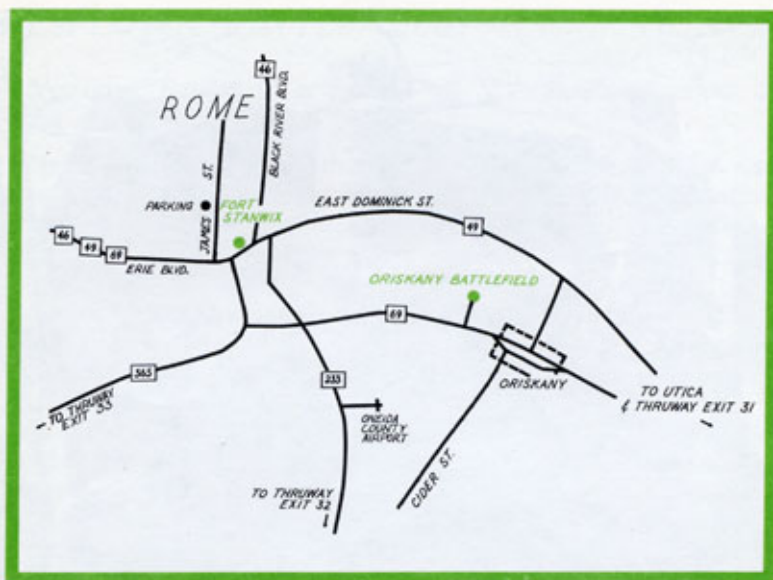 46
BLACK RIVER BLVD.
ROME
JAMES ST.
PARKING
FORT
STANWIX
EAST DOMINICK ST.
46
49
69
ERIE BLVD.
49
ORISKANY BATTLEFIELD
69
365
TO THRUWAY
EXIT 33
233
ONEIDA
COUNTY
AIRPORT
ORISKANY
TO UTICA
& THRUWAY EXIT 31
CIDER ST.
TO THRUWAY
EXIT 32